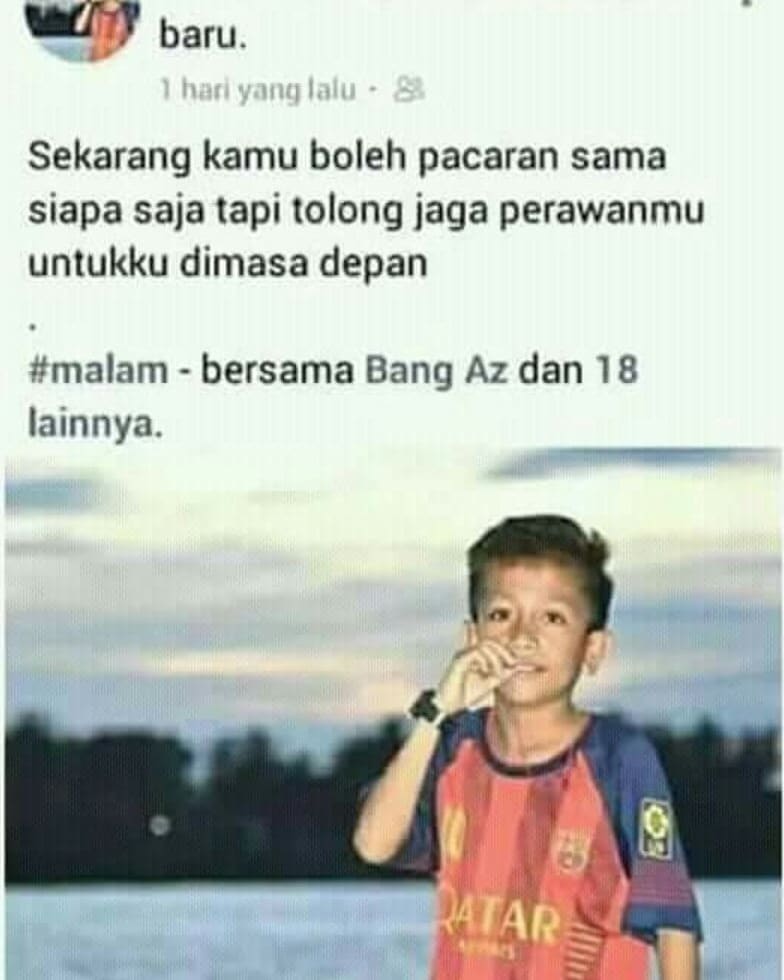 baru.
1 hari yang lalu ·
Sekarang kamu boleh pacaran sama
siapa saja tapi tolong jaga perawanmu
untukku dimasa depan
.
#malam - bersama Bang Az dan 18
lainnya.
10
QATAR